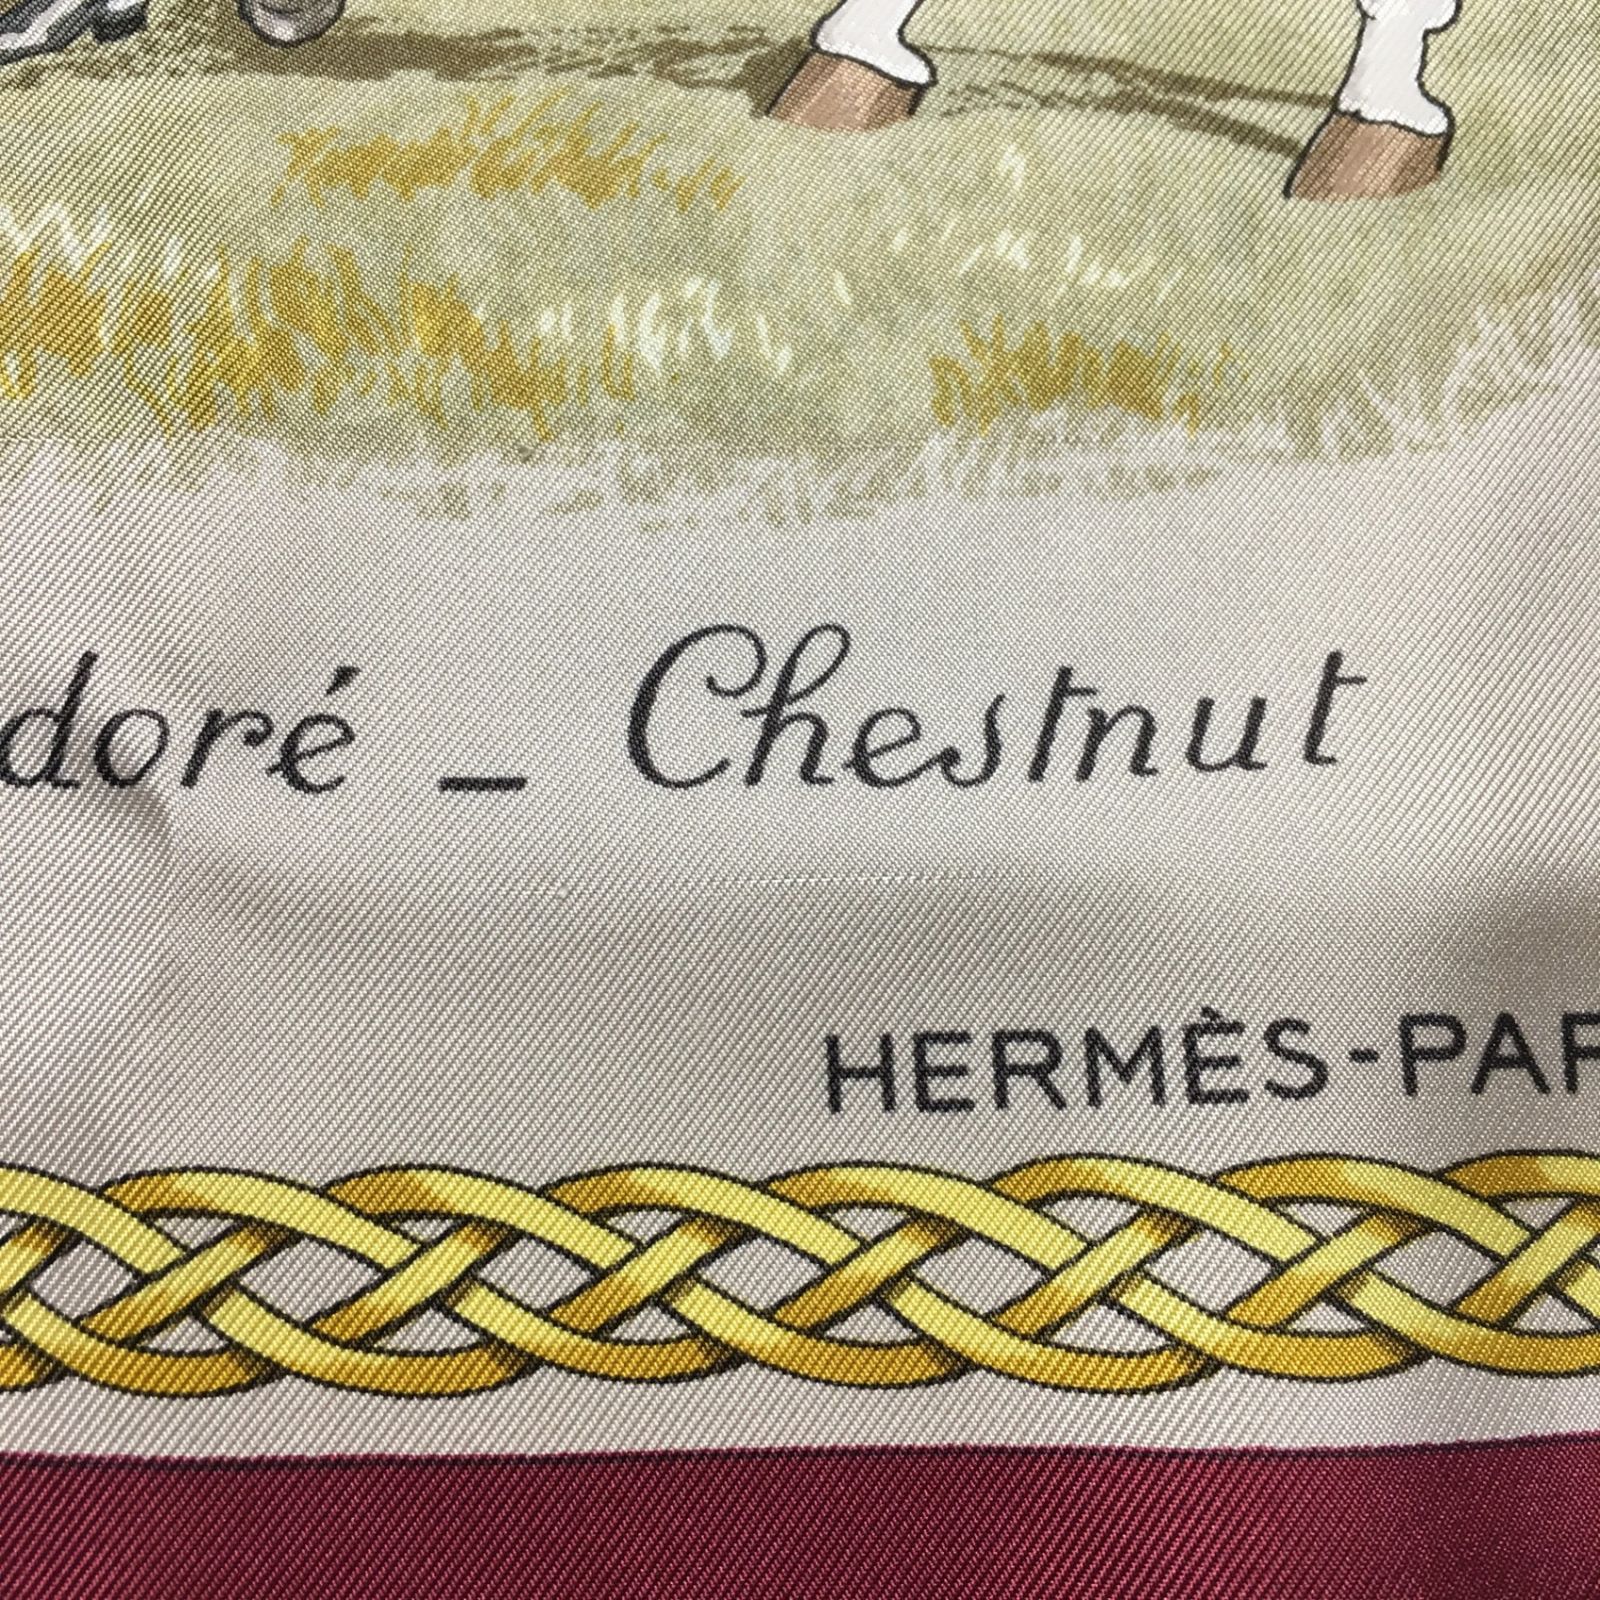 doré _ Chestnut
HERMÈS-PAR